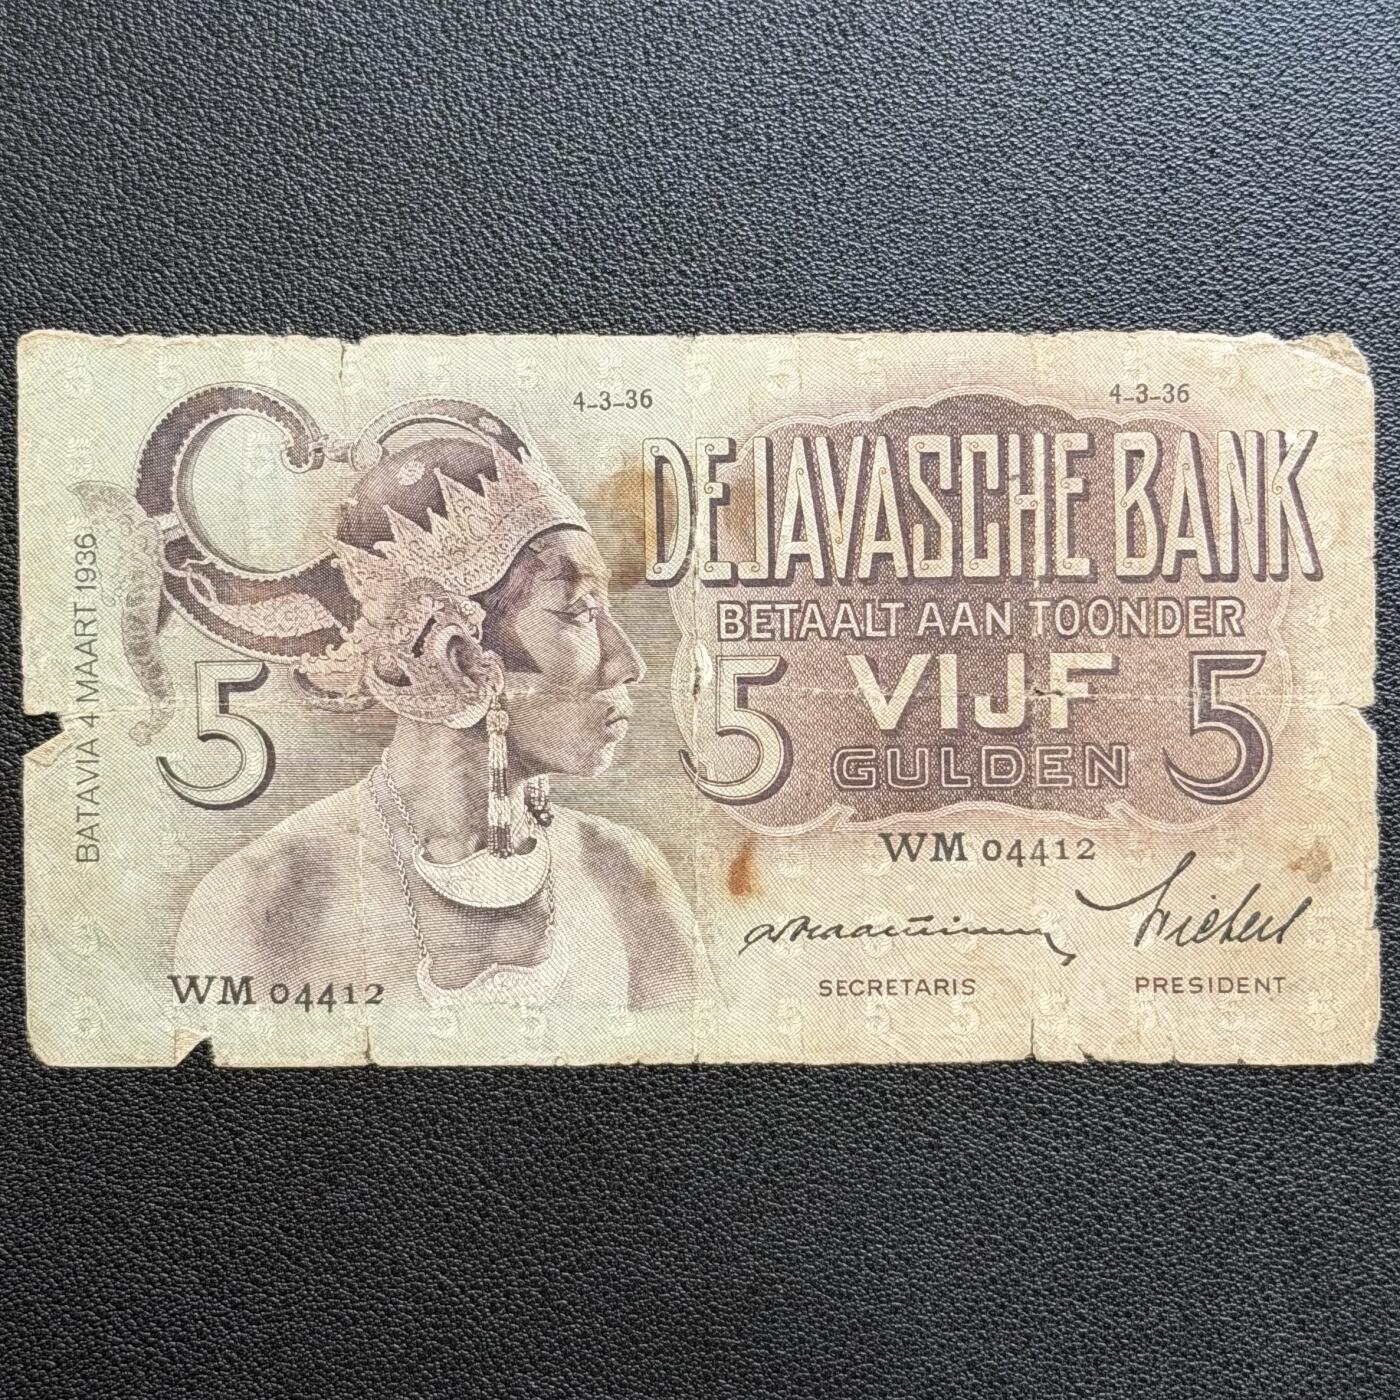 4-3-36
4-3-36
DE JAVASCHE BANK
BETAALT AAN TOONDER
5 5 VIJF 5
GULDEN
BATAVIA 4 MAART 1936
WM 04412
WM 04412
SECRETARIS
PRESIDENT